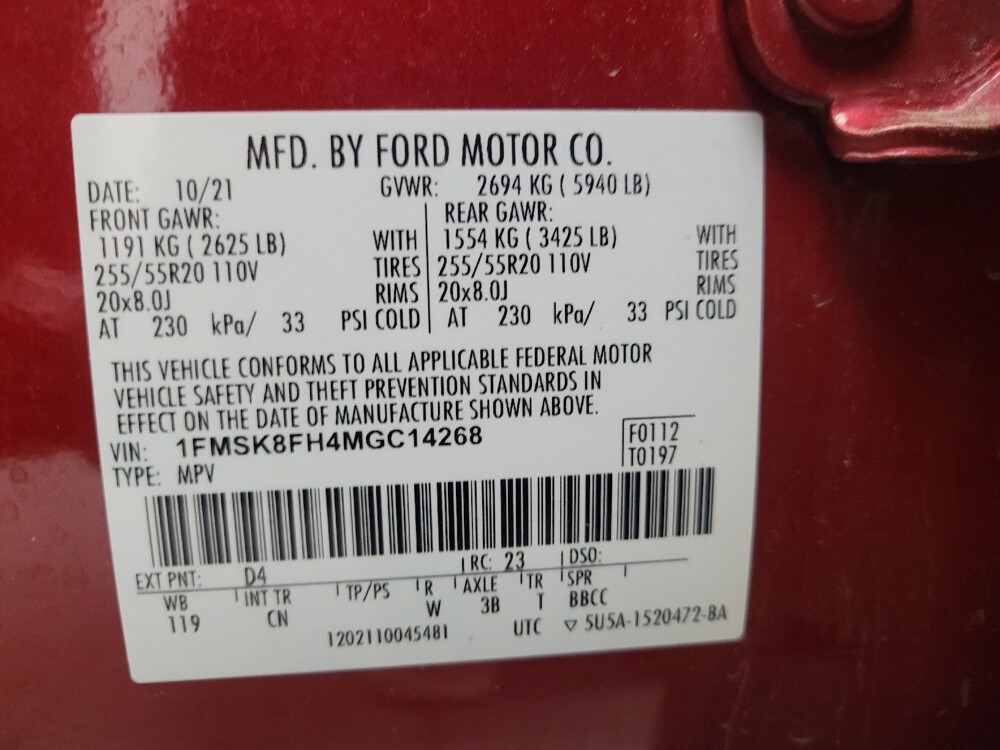 MFD. BY FORD MOTOR CO.
DATE: 10/21 GVWR: 2694 KG ( 5940 LB)
FRONT GAWR: REAR GAWR:
1191 KG ( 2625 LB) WITH 1554 KG ( 3425 LB) WITH
255/55R20 110V TIRES 255/55R20 110V TIRES
20x8.0J RIMS 20x8.0J RIMS
AT 230 kPa/ 33 PSI COLD AT 230 kPa/ 33 PSI COLD
THIS VEHICLE CONFORMS TO ALL APPLICABLE FEDERAL MOTOR
VEHICLE SAFETY AND THEFT PREVENTION STANDARDS IN
EFFECT ON THE DATE OF MANUFACTURE SHOWN ABOVE.
VIN: 1FMSK8FH4MGC14268 F0112
TYPE: MPV T0197
EXT PNT: D4 RC: 23 DSO:
WB INT TR TP/PS R AXLE TR SPR
119 CN W 3B T BBCC
1202110045481 UTC ▽ 5U5A-1520472-BA